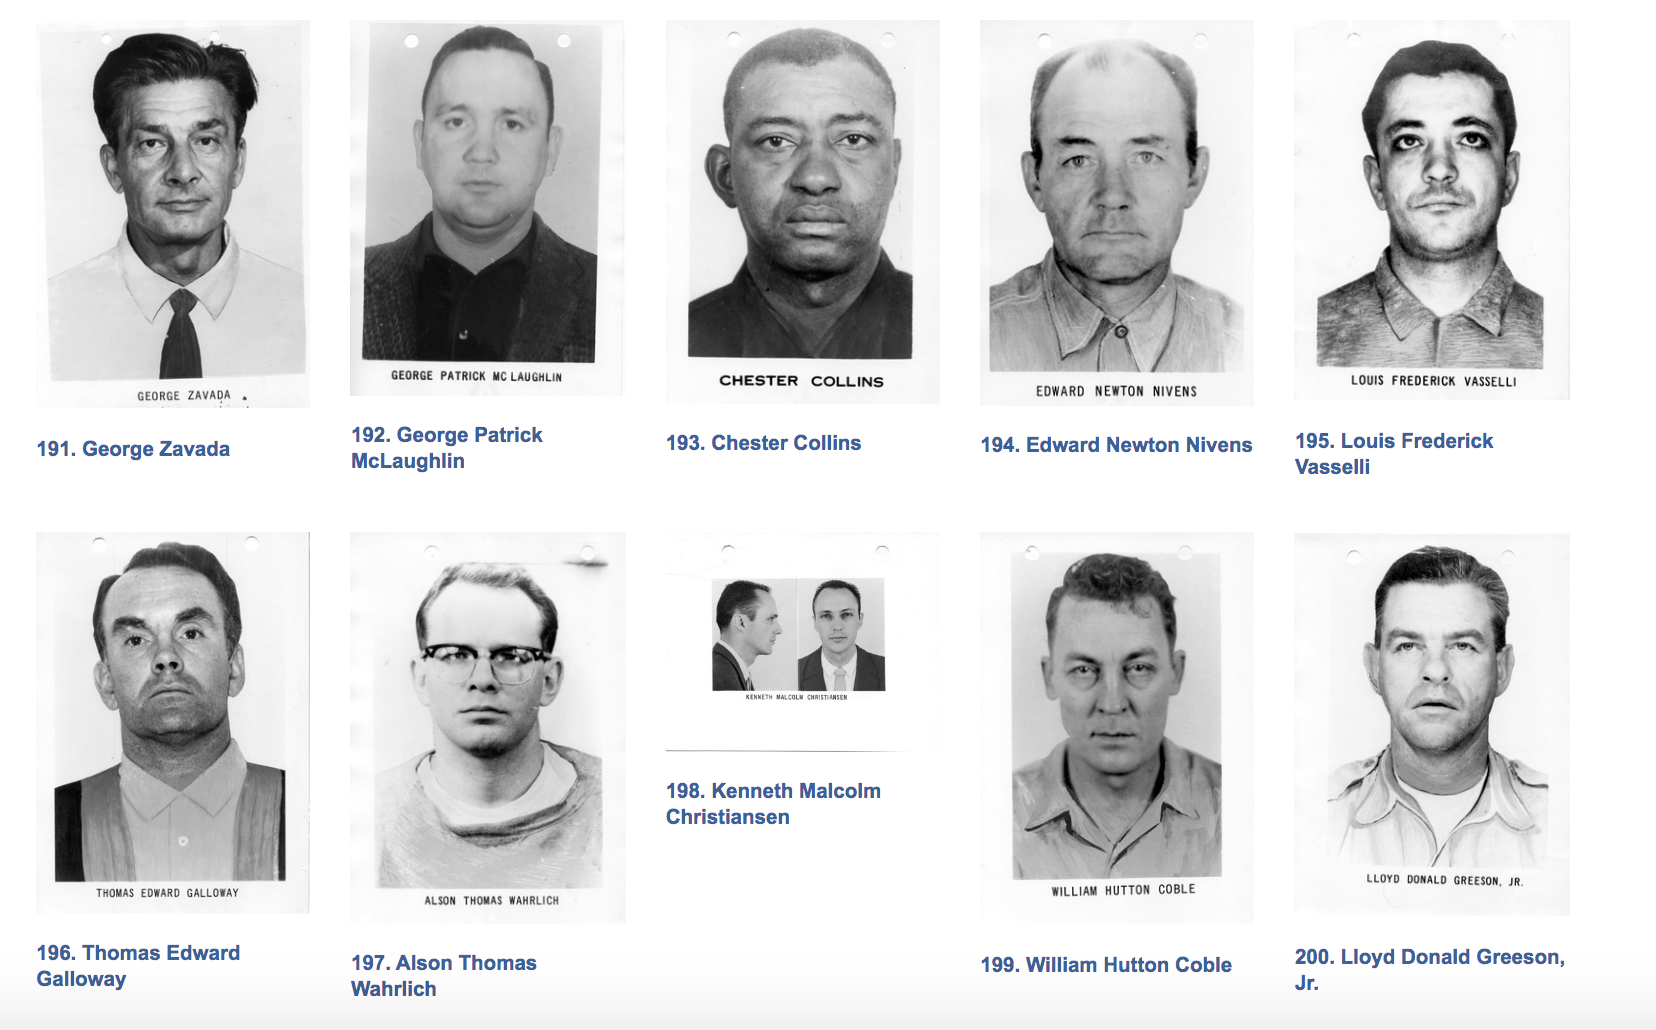 GEORGE ZAVADA
GEORGE PATRICK MC LAUGHLIN
CHESTER COLLINS
EDWARD NEWTON NIVENS
LOUIS FREDERICK VASSELLI
191. George Zavada
192. George Patrick
McLaughlin
193. Chester Collins
194. Edward Newton Nivens
195. Louis Frederick
Vasselli
THOMAS EDWARD GALLOWAY
ALSON THOMAS WAHRLICH
KENNETH MALCOLM CHRISTIANSEN
WILLIAM HUTTON COBLE
LLOYD DONALD GREESON, JR.
196. Thomas Edward
Galloway
197. Alson Thomas
Wahrlich
198. Kenneth Malcolm
Christiansen
199. William Hutton Coble
200. Lloyd Donald Greeson,
Jr.